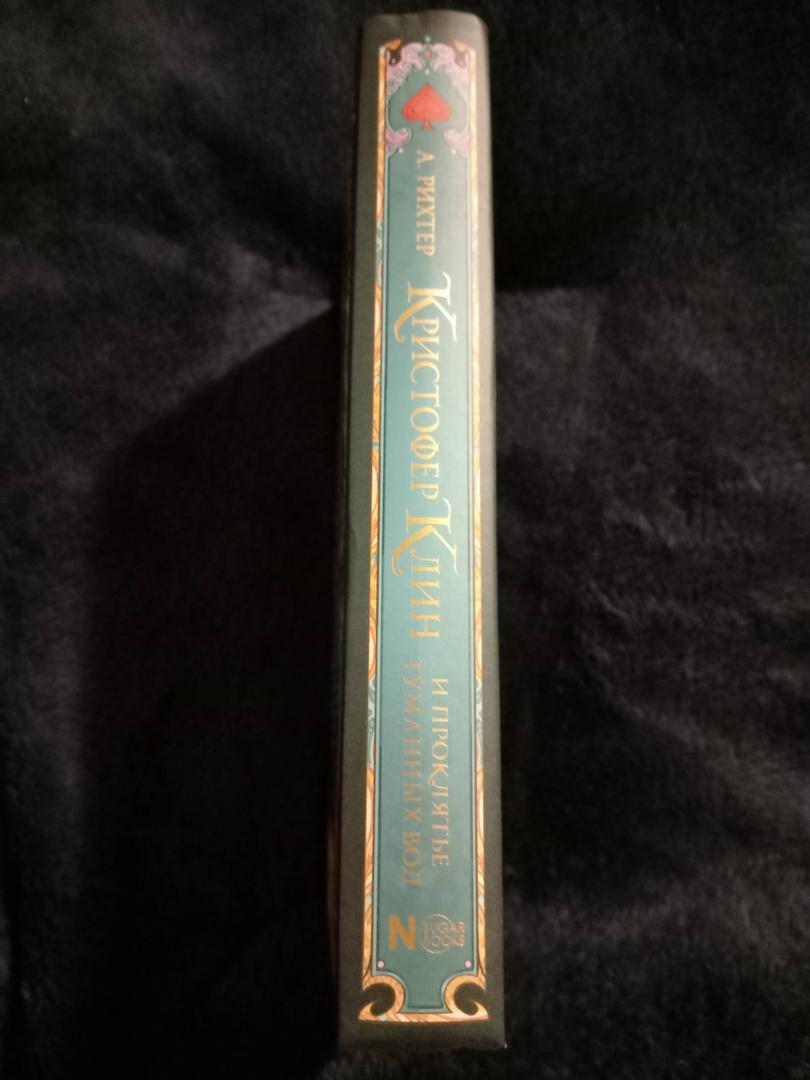 А. РИХТЕР
КРИСТОФЕР КЛИН
И ПРОКЛЯТЬЕ
ТУМАННЫХ ВОД
N
SUGAR
BOOKS